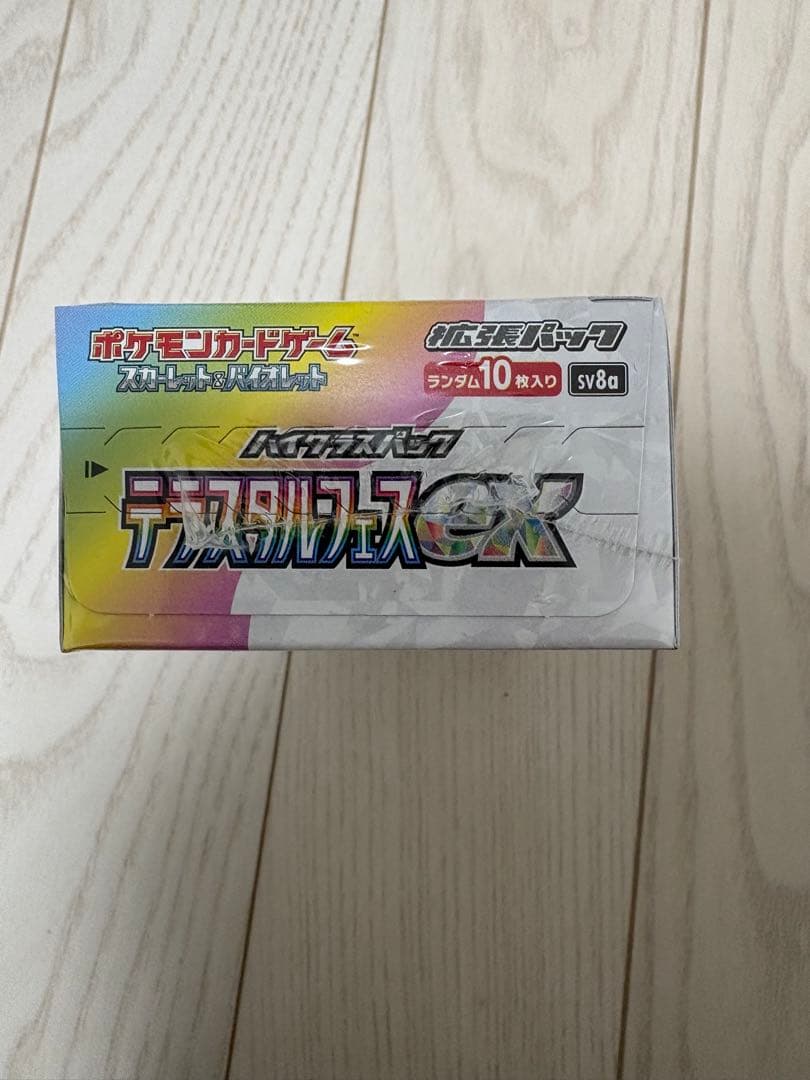 ポケモンカードゲーム™
スカーレット&バイオレット
拡張パック
ランダム10枚入り SV8a
ハイクラスパック
テラスタルフェスex